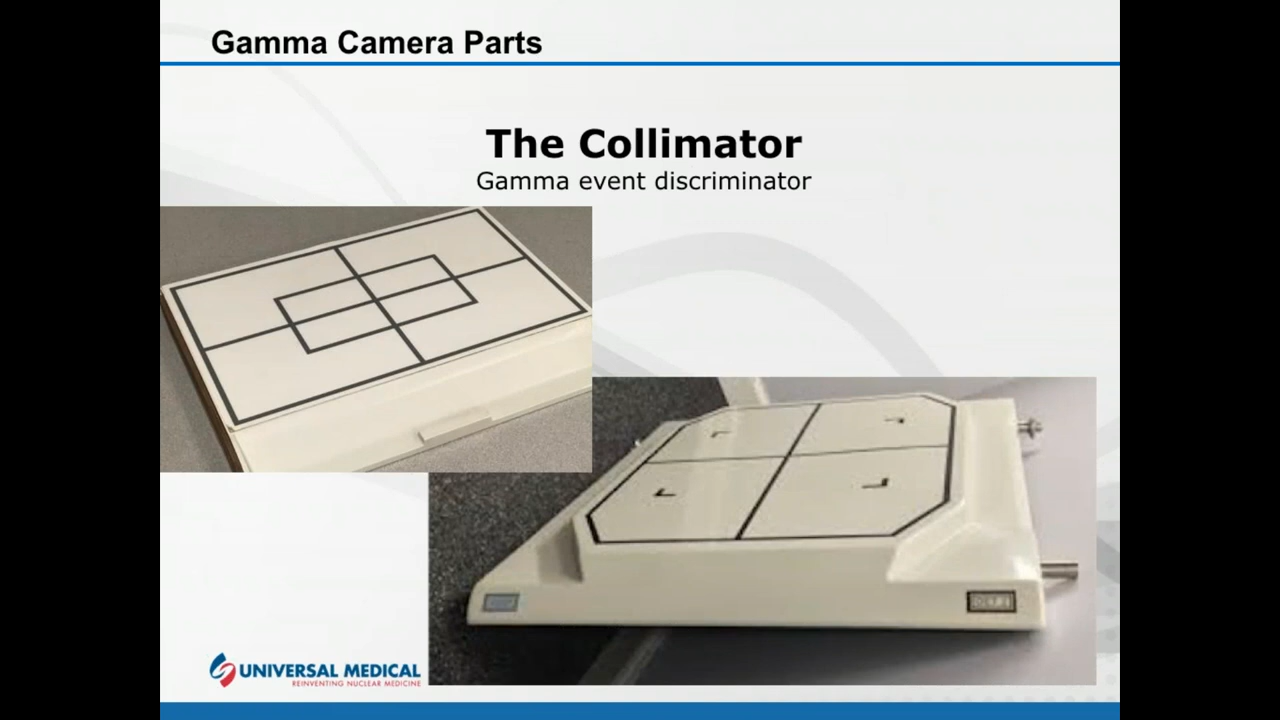 Gamma Camera Parts
The Collimator
Gamma event discriminator
UNIVERSAL MEDICAL
REINVENTING NUCLEAR MEDICINE